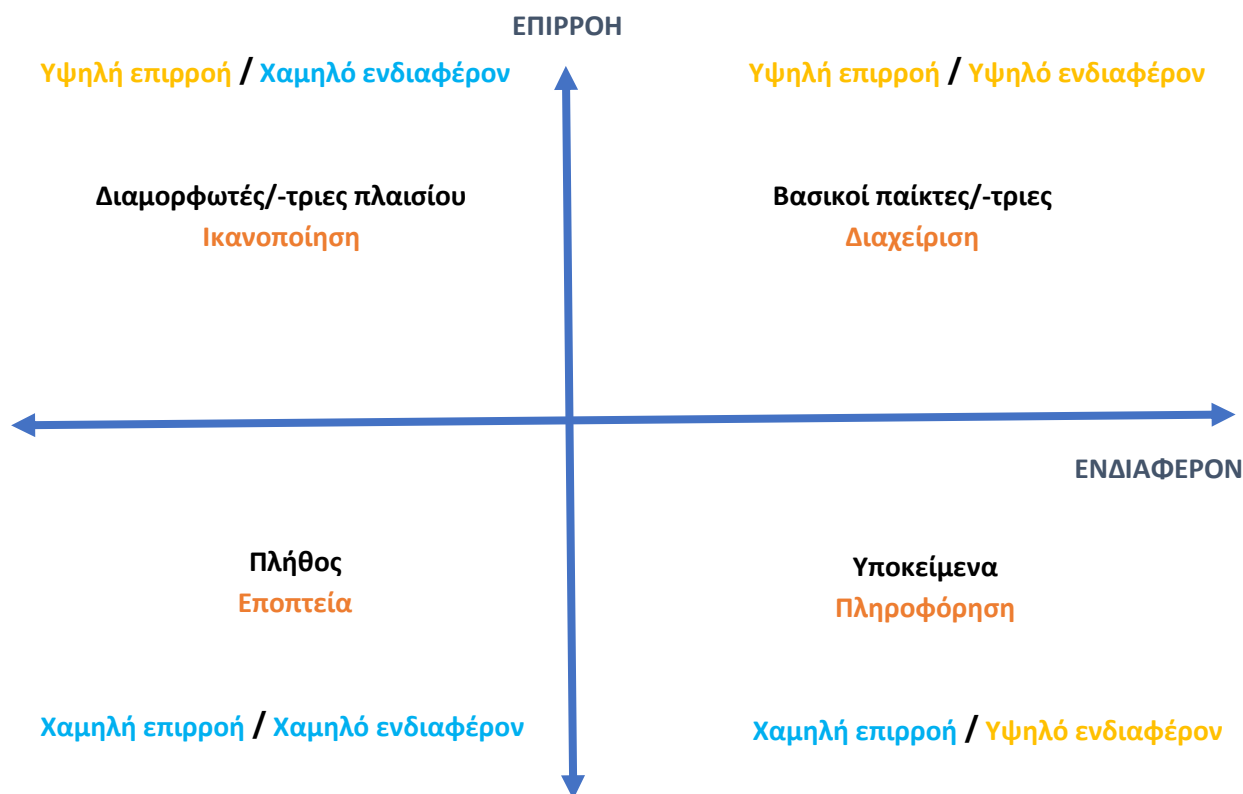 ΕΠΙΡΡΟΗ
Υψηλή επιρροή / Χαμηλό ενδιαφέρον
Υψηλή επιρροή / Υψηλό ενδιαφέρον
Διαμορφωτές/-τριες πλαισίου
Ικανοποίηση
Βασικοί παίκτες/-τριες
Διαχείριση
ΕΝΔΙΑΦΕΡΟΝ
Πλήθος
Εποπτεία
Υποκείμενα
Πληροφόρηση
Χαμηλή επιρροή / Χαμηλό ενδιαφέρον
Χαμηλή επιρροή / Υψηλό ενδιαφέρον